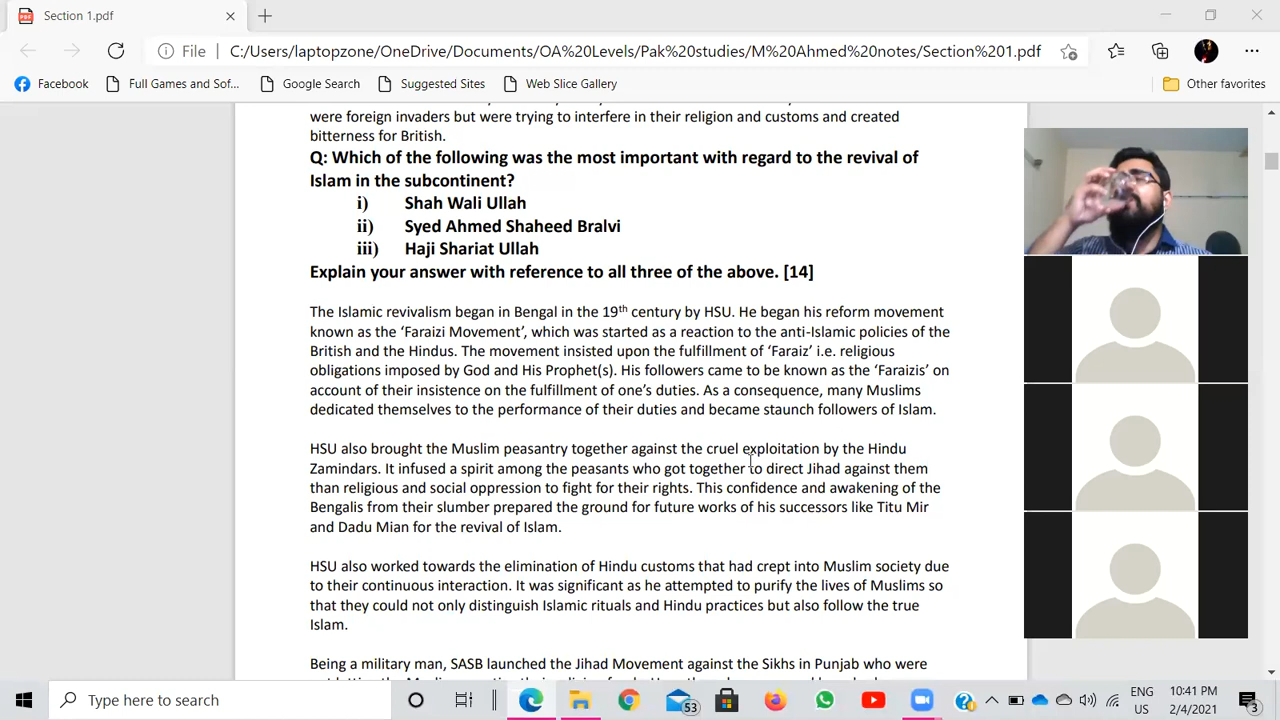 Section 1.pdf
File
C:/Users/laptopzone/OneDrive/Documents/OA%20Levels/Pak%20studies/M%20Ahmed%20notes/Section%201.pdf
Facebook
Full Games and Sof...
Google Search
Suggested Sites
Web Slice Gallery
Other favorites
were foreign invaders but were trying to interfere in their religion and customs and created
bitterness for British.
Q: Which of the following was the most important with regard to the revival of
Islam in the subcontinent?
i) Shah Wali Ullah
ii) Syed Ahmed Shaheed Bralvi
iii) Haji Shariat Ullah
Explain your answer with reference to all three of the above. [14]
The Islamic revivalism began in Bengal in the 19th century by HSU. He began his reform movement
known as the ‘Faraizi Movement’, which was started as a reaction to the anti-Islamic policies of the
British and the Hindus. The movement insisted upon the fulfillment of ‘Faraiz’ i.e. religious
obligations imposed by God and His Prophet(s). His followers came to be known as the ‘Faraizis’ on
account of their insistence on the fulfillment of one’s duties. As a consequence, many Muslims
dedicated themselves to the performance of their duties and became staunch followers of Islam.
HSU also brought the Muslim peasantry together against the cruel exploitation by the Hindu
Zamindars. It infused a spirit among the peasants who got together to direct Jihad against them
than religious and social oppression to fight for their rights. This confidence and awakening of the
Bengalis from their slumber prepared the ground for future works of his successors like Titu Mir
and Dadu Mian for the revival of Islam.
HSU also worked towards the elimination of Hindu customs that had crept into Muslim society due
to their continuous interaction. It was significant as he attempted to purify the lives of Muslims so
that they could not only distinguish Islamic rituals and Hindu practices but also follow the true
Islam.
Being a military man, SASB launched the Jihad Movement against the Sikhs in Punjab who were
Type here to search
53
ENG
US
10:41 PM
2/4/2021
3